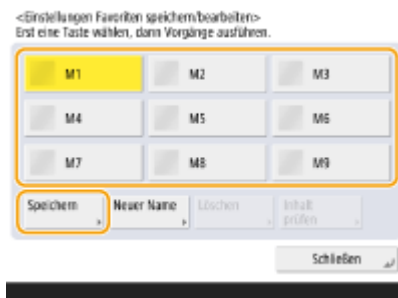 <Einstellungen Favoriten speichern/bearbeiten>
Erst eine Taste wählen, dann Vorgänge ausführen.
M1 M2 M3
M4 M5 M6
M7 M8 M9
Speichern Neuer Name Löschen Inhalt
prüfen
Schließen